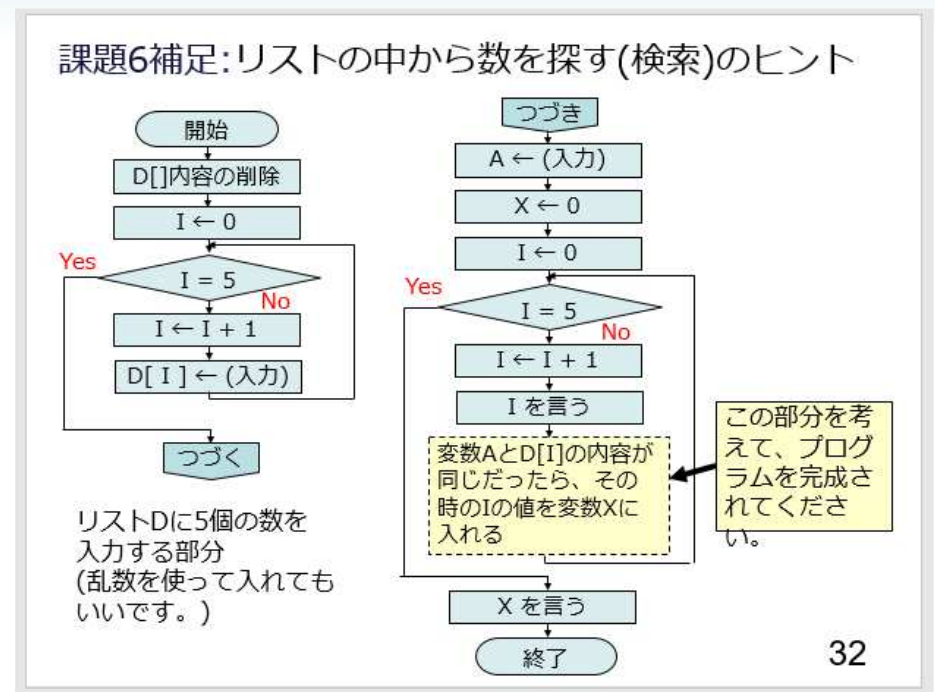 課題6補足:リストの中から数を探す(検索)のヒント
開始
D[]内容の削除
I ← 0
Yes
I = 5
No
I ← I + 1
D[ I ] ← (入力)
つづく
リストDに5個の数を
入力する部分
(乱数を使って入れても
いいです。)
つづき
A ← (入力)
X ← 0
I ← 0
Yes
I = 5
No
I ← I + 1
I を言う
変数AとD[I]の内容が
同じだったら、その
時のIの値を変数Xに
入れる
この部分を考
えて、プログ
ラムを完成さ
れてくださ
い。
X を言う
終了
32